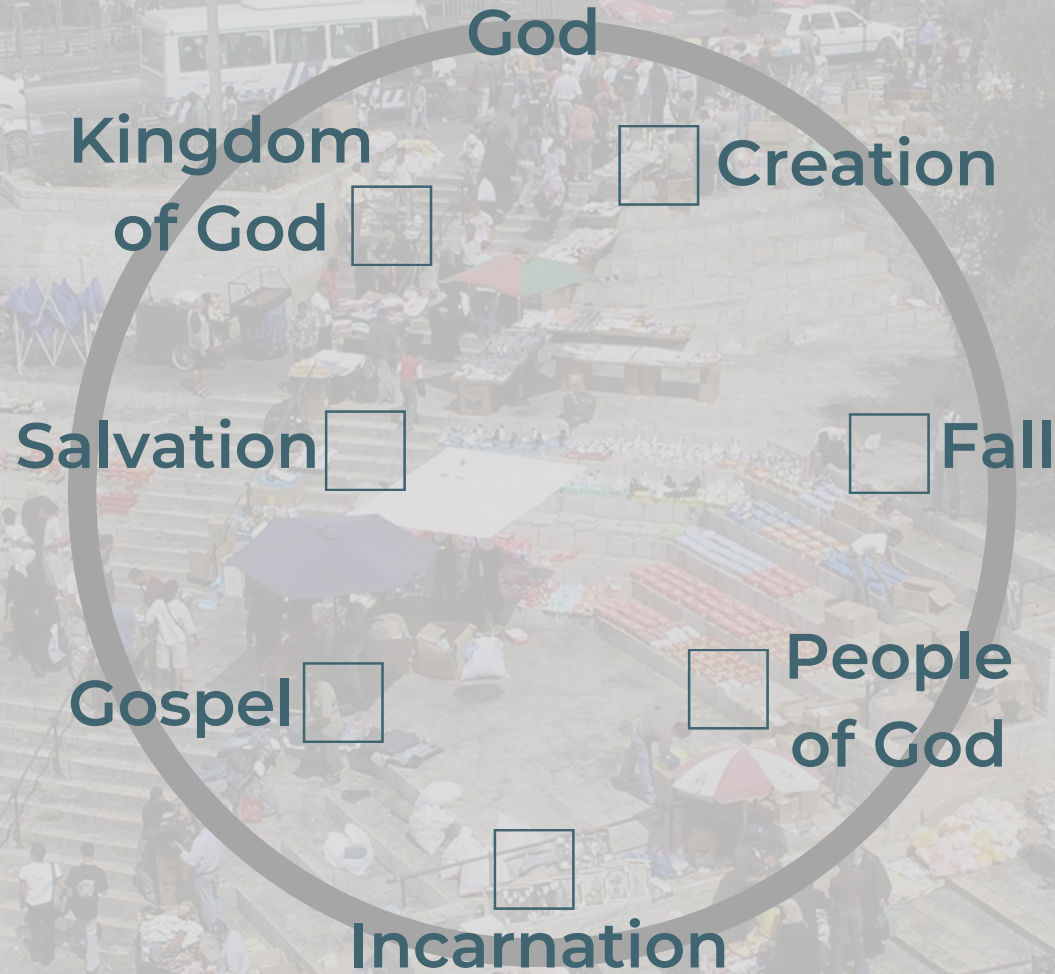 God
Kingdom
of God
Creation
Salvation
Fall
People
of God
Gospel
Incarnation